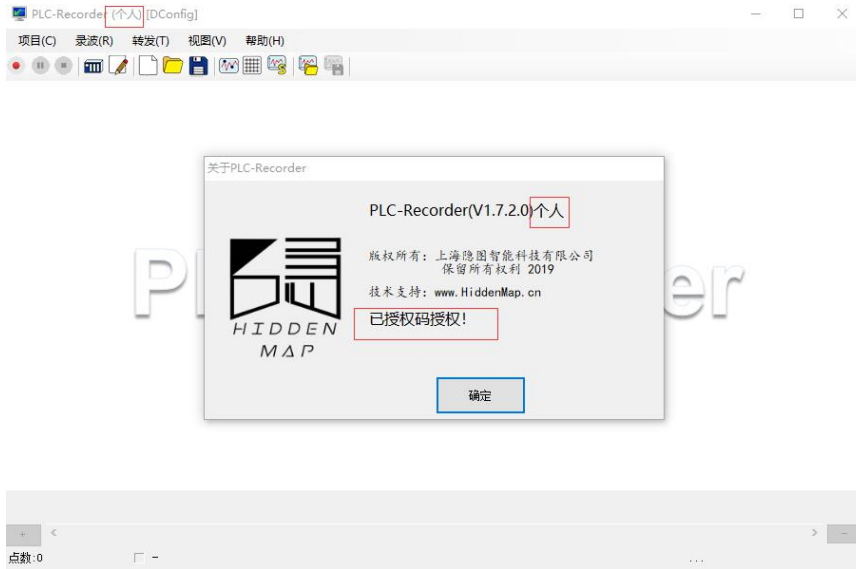 PLC-Recorder (个人) [DConfig]
项目(C) 录波(R) 转发(T) 视图(V) 帮助(H)
关于PLC-Recorder
PLC-Recorder(V1.7.2.0)个人
版权所有：上海隐图智能科技有限公司
保留所有权利 2019
技术支持：www.HiddenMap.cn
已授权码授权！
HIDDEN
MAP
确定
点数:0